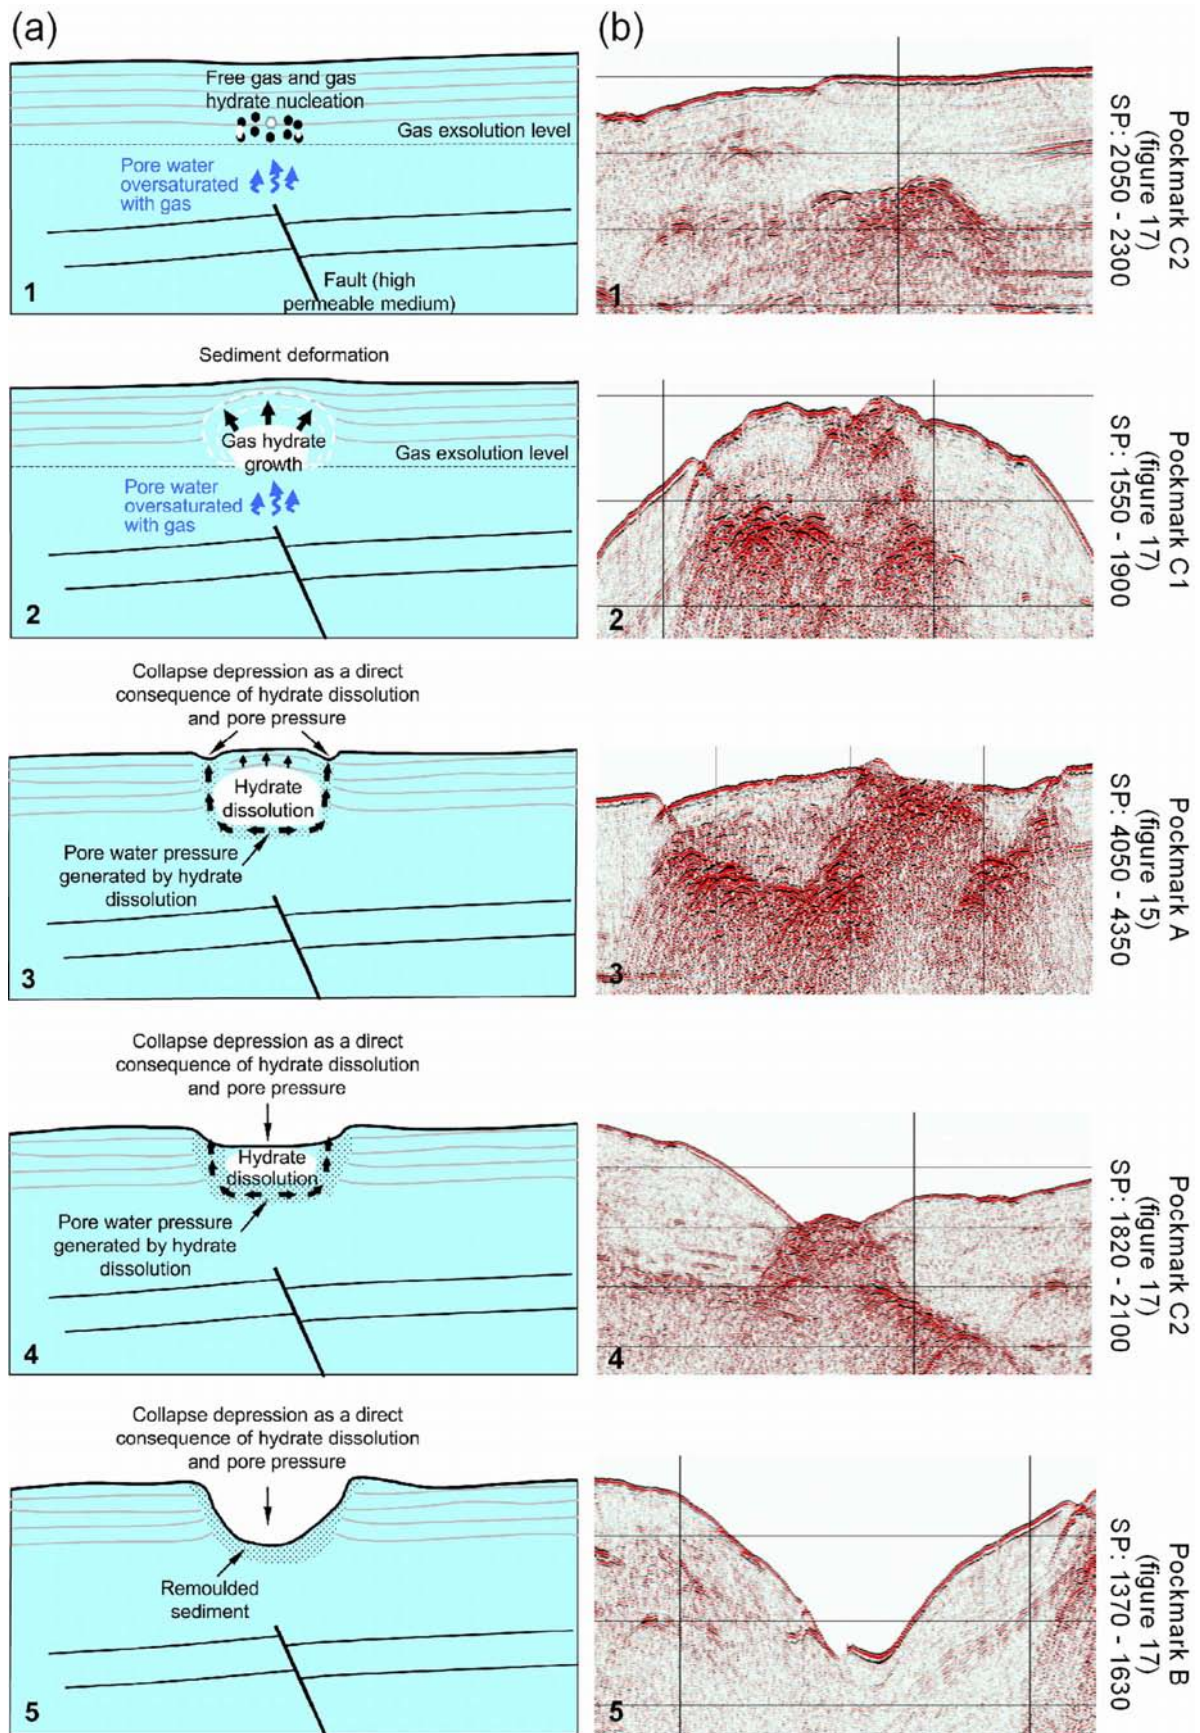 (a)
(b)
Free gas and gas
hydrate nucleation
Gas exsolution level
Pore water
oversaturated
with gas
Fault (high
permeable medium)
1
1
Pockmark C2
(figure 17)
SP: 2050 - 2300
Sediment deformation
Gas hydrate
growth
Gas exsolution level
Pore water
oversaturated
with gas
2
2
Pockmark C1
(figure 17)
SP: 1550 - 1900
Collapse depression as a direct
consequence of hydrate dissolution
and pore pressure
Hydrate
dissolution
Pore water pressure
generated by hydrate
dissolution
3
3
Pockmark A
(figure 15)
SP: 4050 - 4350
Collapse depression as a direct
consequence of hydrate dissolution
and pore pressure
Hydrate
dissolution
Pore water pressure
generated by hydrate
dissolution
4
4
Pockmark C2
(figure 17)
SP: 1820 - 2100
Collapse depression as a direct
consequence of hydrate dissolution
and pore pressure
Remoulded
sediment
5
5
Pockmark B
(figure 17)
SP: 1370 - 1630